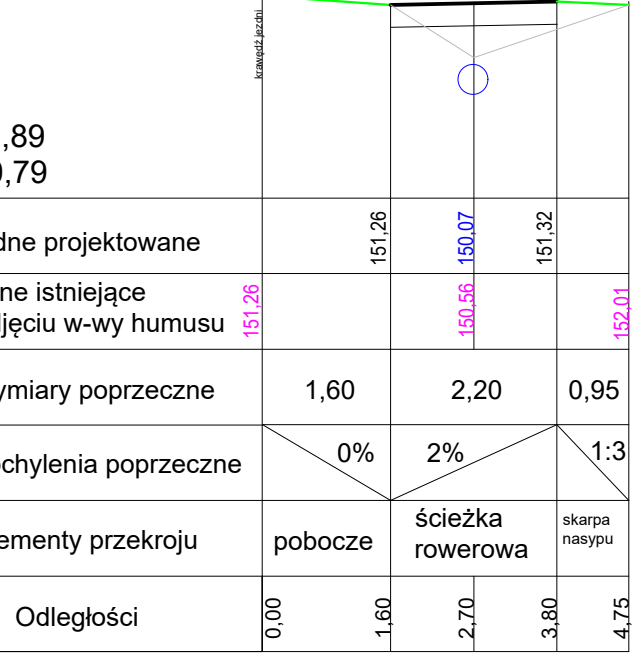 krawędź jezdni
,89
,79
dne projektowane
151,26
150,07
151,32
ne istniejące
jęciu w-wy humusu
151,26
150,56
152,01
ymiary poprzeczne
1,60
2,20
0,95
chylenia poprzeczne
0%
2%
1:3
ementy przekroju
pobocze
ścieżka
rowerowa
skarpa
nasypu
Odległości
0,00
1,60
2,70
3,80
4,75